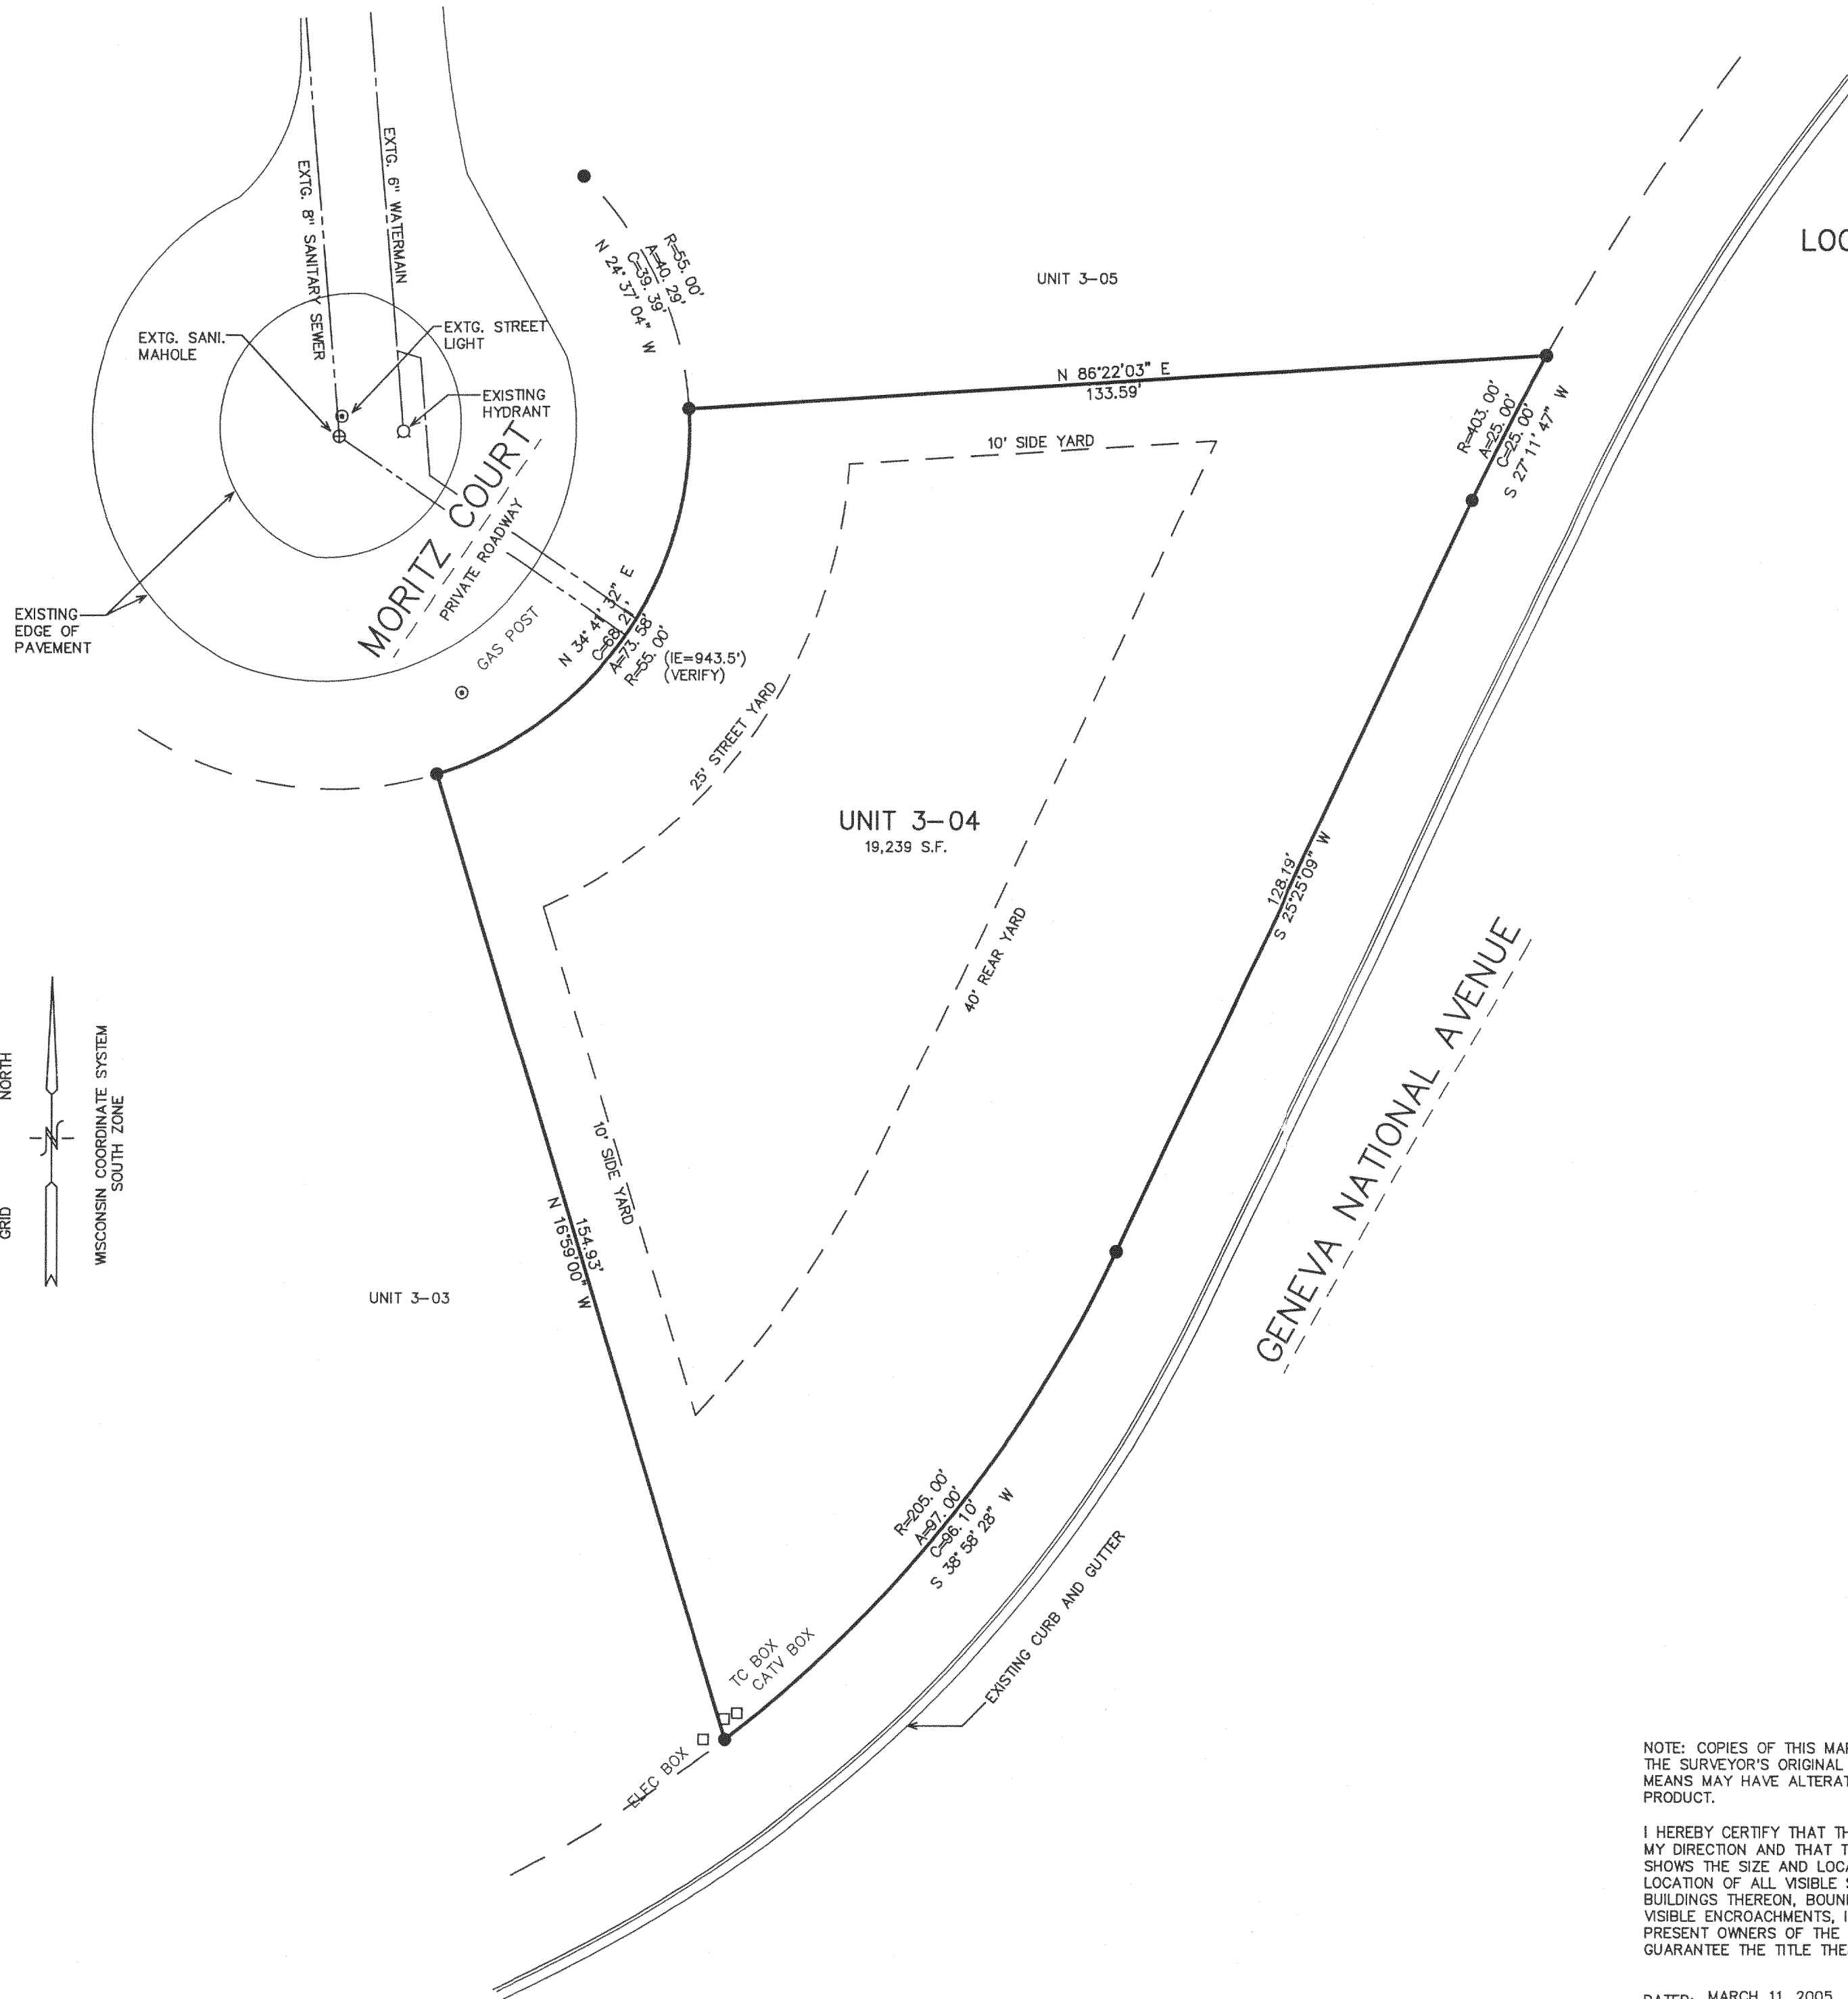 EXTG. 8" SANITARY SEWER
EXTG. 6" WATERMAIN
R=55.00'
A=40.29'
C=39.39'
N 24°37'04" W
LOC
UNIT 3-05
EXTG. SANI.
MAHOLE
EXTG. STREET
LIGHT
EXISTING
HYDRANT
N 86°22'03" E
133.59'
R=403.00'
A=25.00'
C=25.00'
S 27°11'47" W
10' SIDE YARD
MORITZ COURT
PRIVATE ROADWAY
EXISTING
EDGE OF
PAVEMENT
GAS POST
N 34°41'32" E
C=68.21'
A=73.58'
R=55.00'
(IE=943.5')
(VERIFY)
25' STREET YARD
UNIT 3-04
19,239 S.F.
128.19'
S 25°25'09" W
40' REAR YARD
GENEVA NATIONAL AVENUE
GRID NORTH
N
WISCONSIN COORDINATE SYSTEM
SOUTH ZONE
10' SIDE YARD
154.93'
N 16°59'00" W
UNIT 3-03
R=205.00'
A=97.00'
C=96.10'
S 38°58'28" W
EXISTING CURB AND GUTTER
TC BOX
CATV BOX
ELEC BOX
NOTE: COPIES OF THIS MA
THE SURVEYOR'S ORIGINAL
MEANS MAY HAVE ALTERAT
PRODUCT.
I HEREBY CERTIFY THAT TH
MY DIRECTION AND THAT T
SHOWS THE SIZE AND LOCA
LOCATION OF ALL VISIBLE
BUILDINGS THEREON, BOUN
VISIBLE ENCROACHMENTS, I
PRESENT OWNERS OF THE
GUARANTEE THE TITLE THE
DATED: MARCH 11, 2005